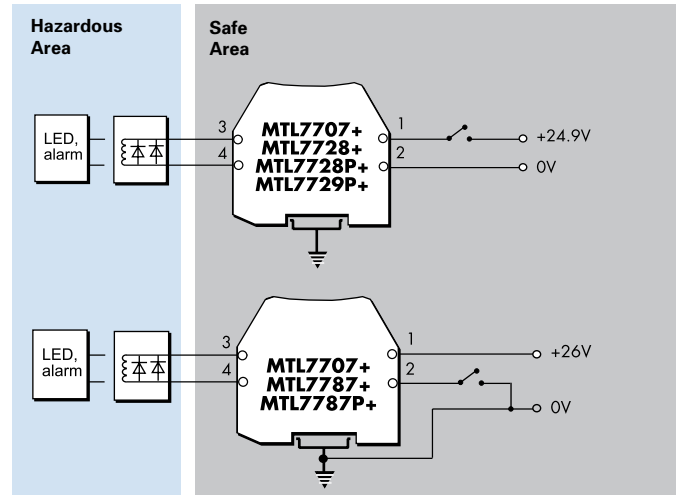 Hazardous
Area
Safe
Area
LED,
alarm
3
4
MTL7707+
MTL7728+
MTL7728P+
MTL7729P+
1
2
+24.9V
0V
LED,
alarm
3
4
MTL7707+
MTL7787+
MTL7787P+
1
2
+26V
0V